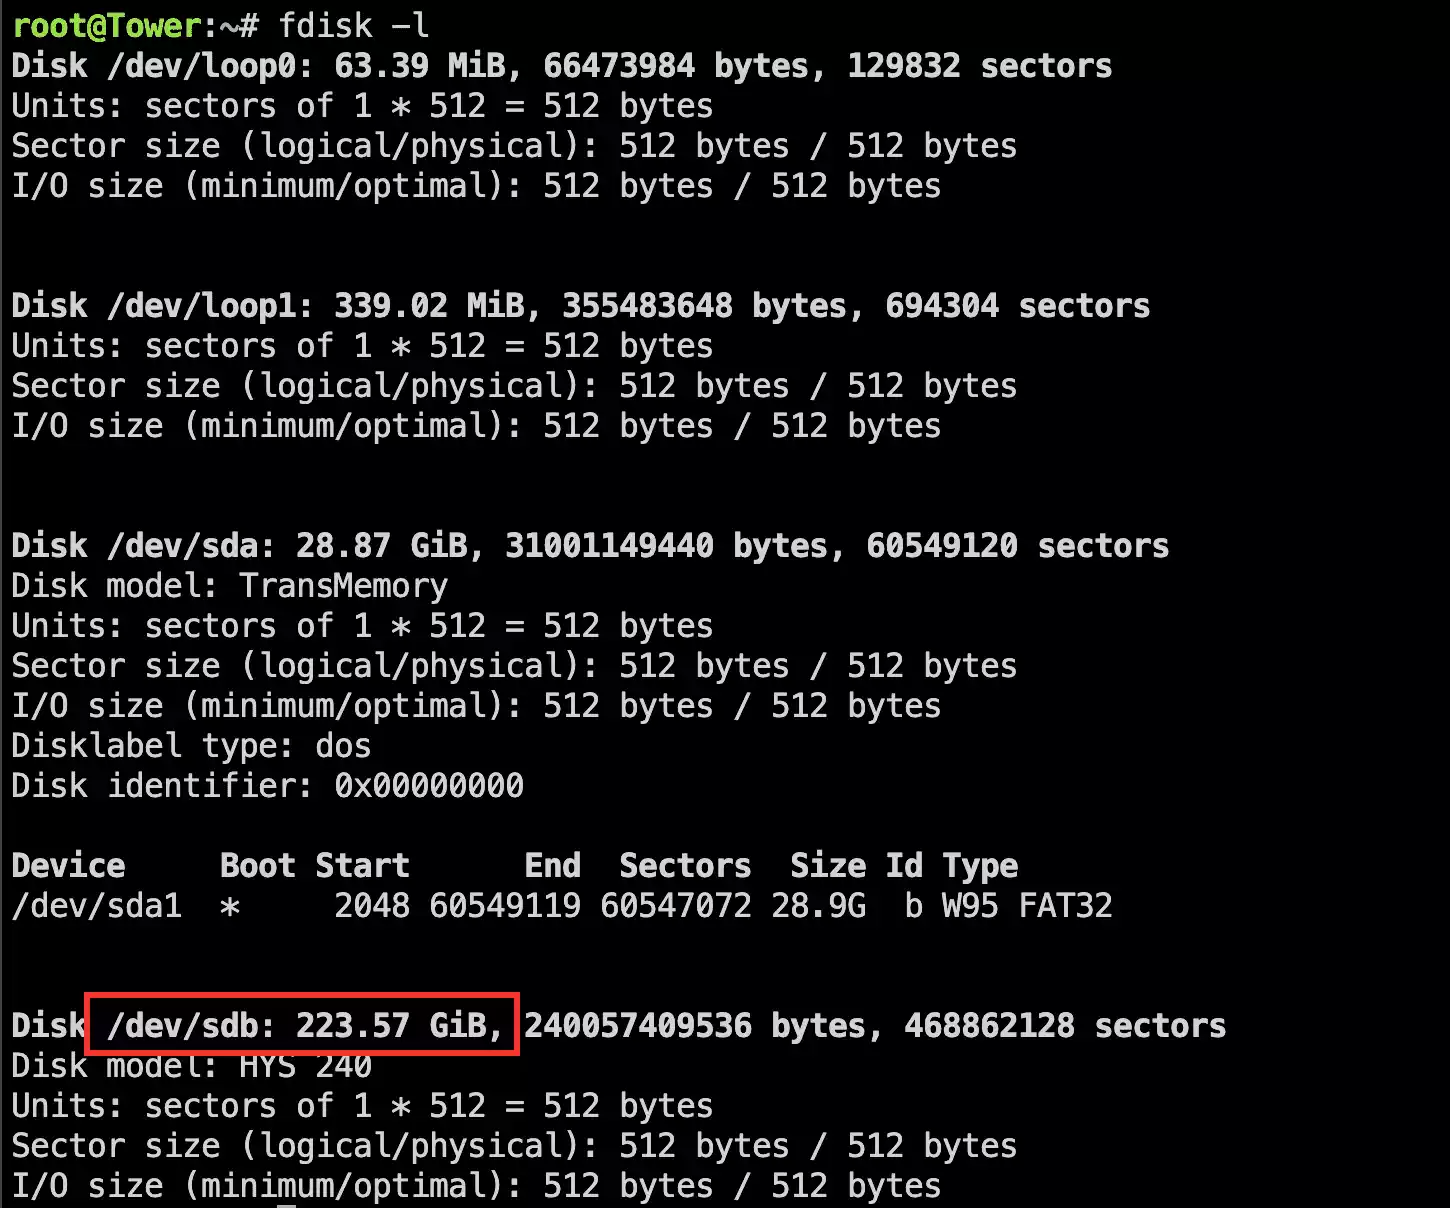 root@Tower:~# fdisk -l
Disk /dev/loop0: 63.39 MiB, 66473984 bytes, 129832 sectors
Units: sectors of 1 * 512 = 512 bytes
Sector size (logical/physical): 512 bytes / 512 bytes
I/O size (minimum/optimal): 512 bytes / 512 bytes
Disk /dev/loop1: 339.02 MiB, 355483648 bytes, 694304 sectors
Units: sectors of 1 * 512 = 512 bytes
Sector size (logical/physical): 512 bytes / 512 bytes
I/O size (minimum/optimal): 512 bytes / 512 bytes
Disk /dev/sda: 28.87 GiB, 31001149440 bytes, 60549120 sectors
Disk model: TransMemory
Units: sectors of 1 * 512 = 512 bytes
Sector size (logical/physical): 512 bytes / 512 bytes
I/O size (minimum/optimal): 512 bytes / 512 bytes
Disklabel type: dos
Disk identifier: 0x00000000
Device     Boot Start      End  Sectors  Size Id Type
/dev/sda1  *     2048 60549119 60547072 28.9G  b W95 FAT32
Disk /dev/sdb: 223.57 GiB, 240057409536 bytes, 468862128 sectors
Disk model: HYS 240
Units: sectors of 1 * 512 = 512 bytes
Sector size (logical/physical): 512 bytes / 512 bytes
I/O size (minimum/optimal): 512 bytes / 512 bytes